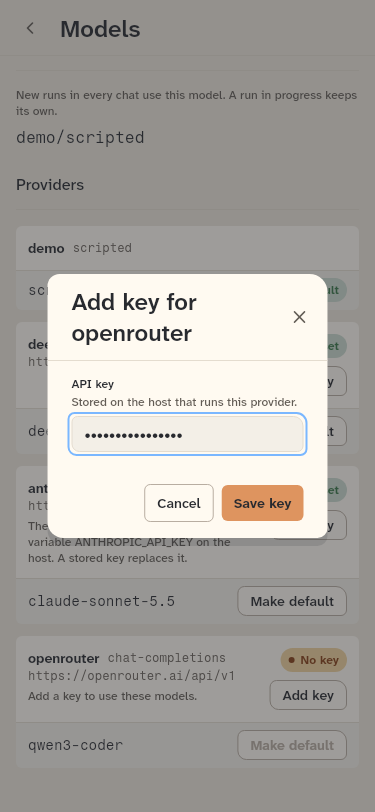 Models
New runs in every chat use this model. A run in progress keeps
its own.
demo/scripted
Providers
demo scripted
Add key for
openrouter
API key
Stored on the host that runs this provider.
••••••••••••••••
Cancel
Save key
variable ANTHROPIC_API_KEY on the
host. A stored key replaces it.
claude-sonnet-5.5
Make default
openrouter chat-completions
No key
https://openrouter.ai/api/v1
Add a key to use these models.
Add key
qwen3-coder
Make default